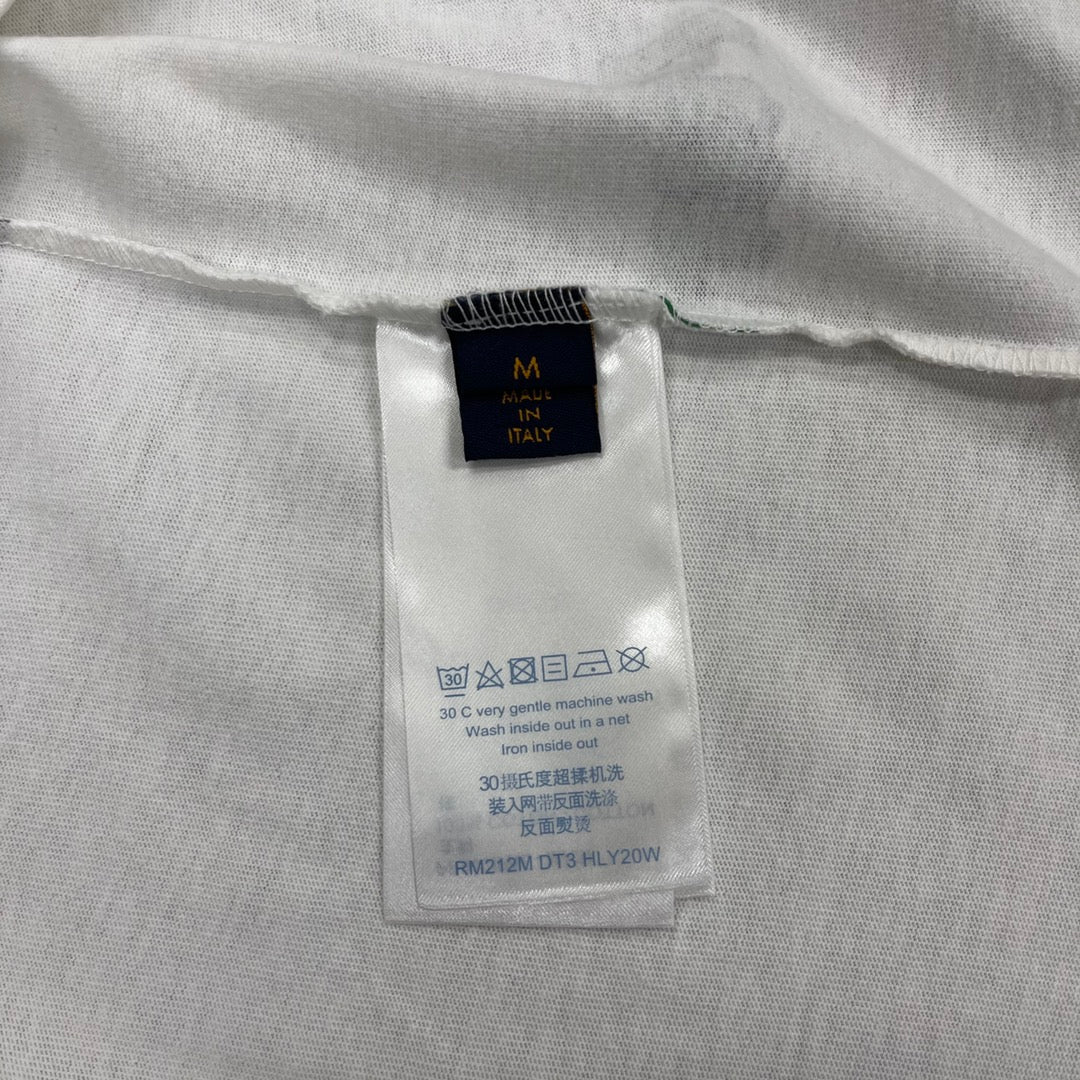 M
MADE
IN
ITALY
30
30 C very gentle machine wash
Wash inside out in a net
Iron inside out
30摄氏度超揉机洗
装入网带反面洗涤
反面熨烫
RM212M DT3 HLY20W